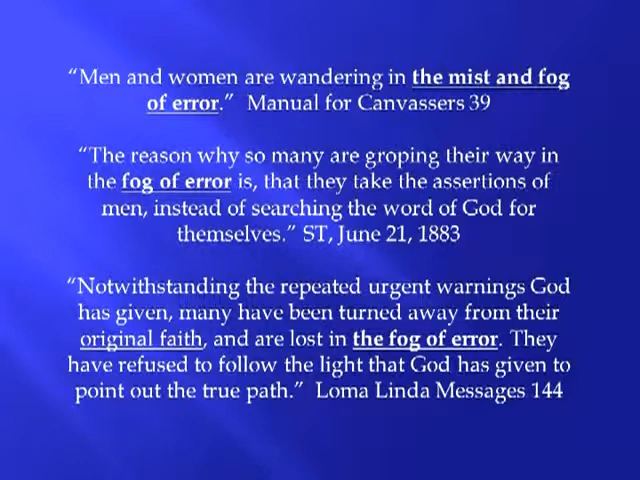 “Men and women are wandering in the mist and fog
of error.”  Manual for Canvassers 39
“The reason why so many are groping their way in
the fog of error is, that they take the assertions of
men, instead of searching the word of God for
themselves.” ST, June 21, 1883
“Notwithstanding the repeated urgent warnings God
has given, many have been turned away from their
original faith, and are lost in the fog of error. They
have refused to follow the light that God has given to
point out the true path.”  Loma Linda Messages 144